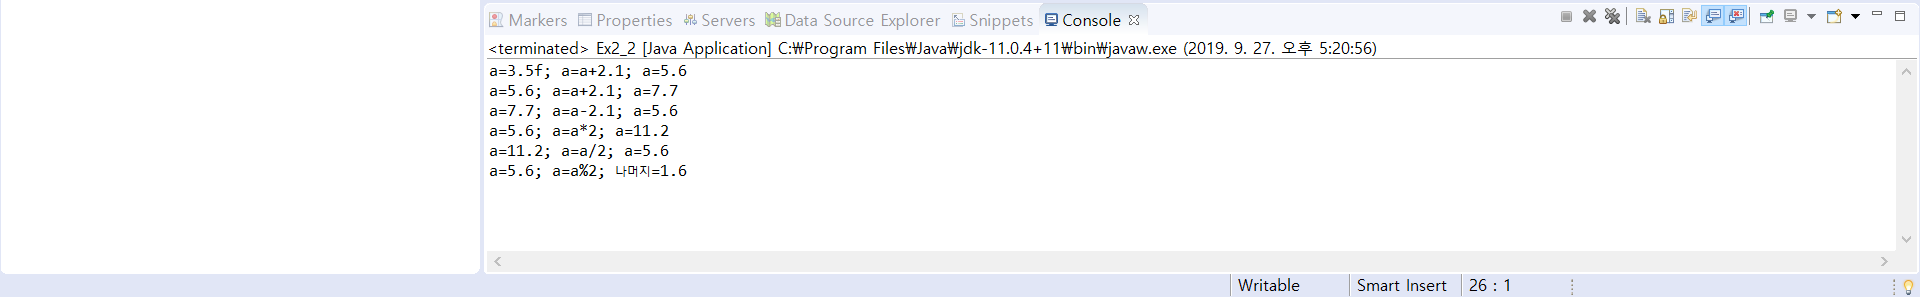 Markers Properties Servers Data Source Explorer Snippets Console
<terminated> Ex2_2 [Java Application] C:₩Program Files₩Java₩jdk-11.0.4+11₩bin₩javaw.exe (2019. 9. 27. 오후 5:20:56)
a=3.5f; a=a+2.1; a=5.6
a=5.6; a=a+2.1; a=7.7
a=7.7; a=a-2.1; a=5.6
a=5.6; a=a*2; a=11.2
a=11.2; a=a/2; a=5.6
a=5.6; a=a%2; 나머지=1.6
Writable Smart Insert 26 : 1